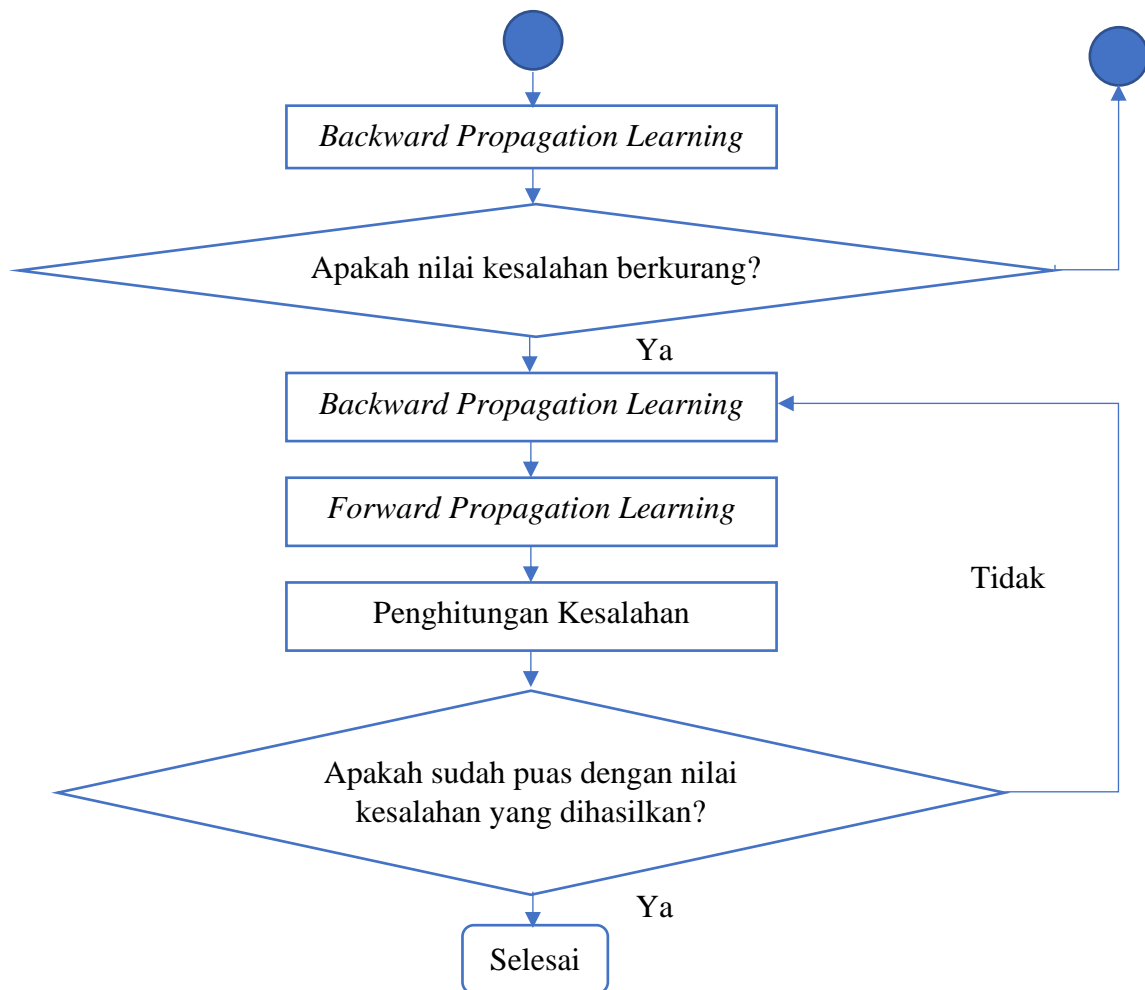 Backward Propagation Learning
Apakah nilai kesalahan berkurang?
Ya
Backward Propagation Learning
Forward Propagation Learning
Tidak
Penghitungan Kesalahan
Apakah sudah puas dengan nilai
kesalahan yang dihasilkan?
Ya
Selesai